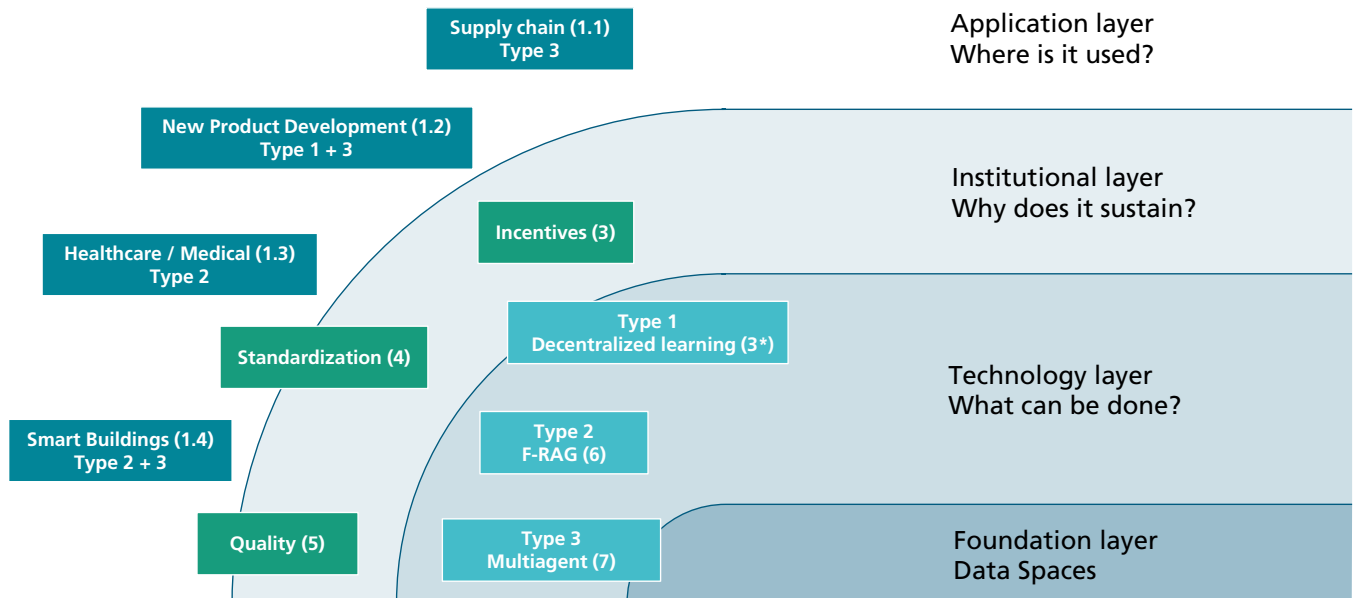 Supply chain (1.1)
Type 3
Application layer
Where is it used?
New Product Development (1.2)
Type 1 + 3
Institutional layer
Why does it sustain?
Incentives (3)
Healthcare / Medical (1.3)
Type 2
Type 1
Decentralized learning (3*)
Standardization (4)
Technology layer
What can be done?
Smart Buildings (1.4)
Type 2 + 3
Type 2
F-RAG (6)
Quality (5)
Type 3
Multiagent (7)
Foundation layer
Data Spaces